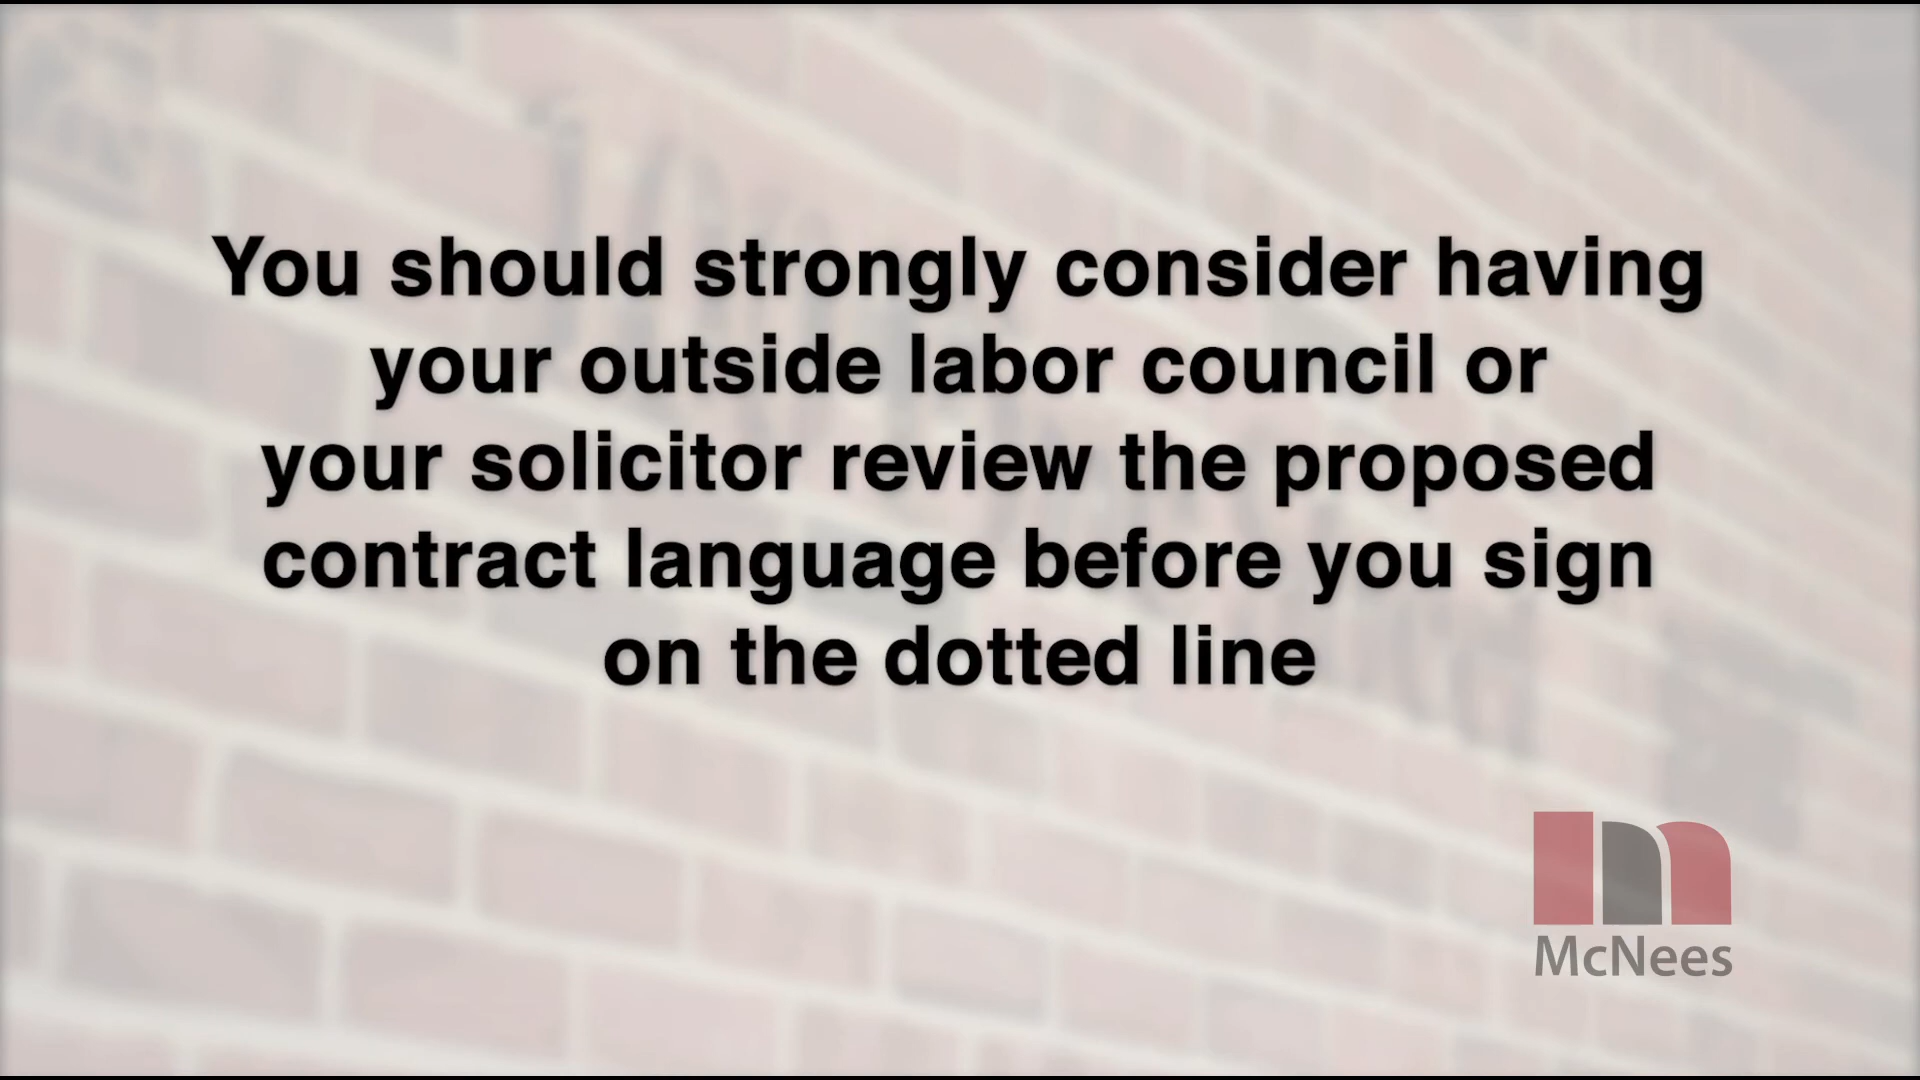 You should strongly consider having
your outside labor council or
your solicitor review the proposed
contract language before you sign
on the dotted line
McNees